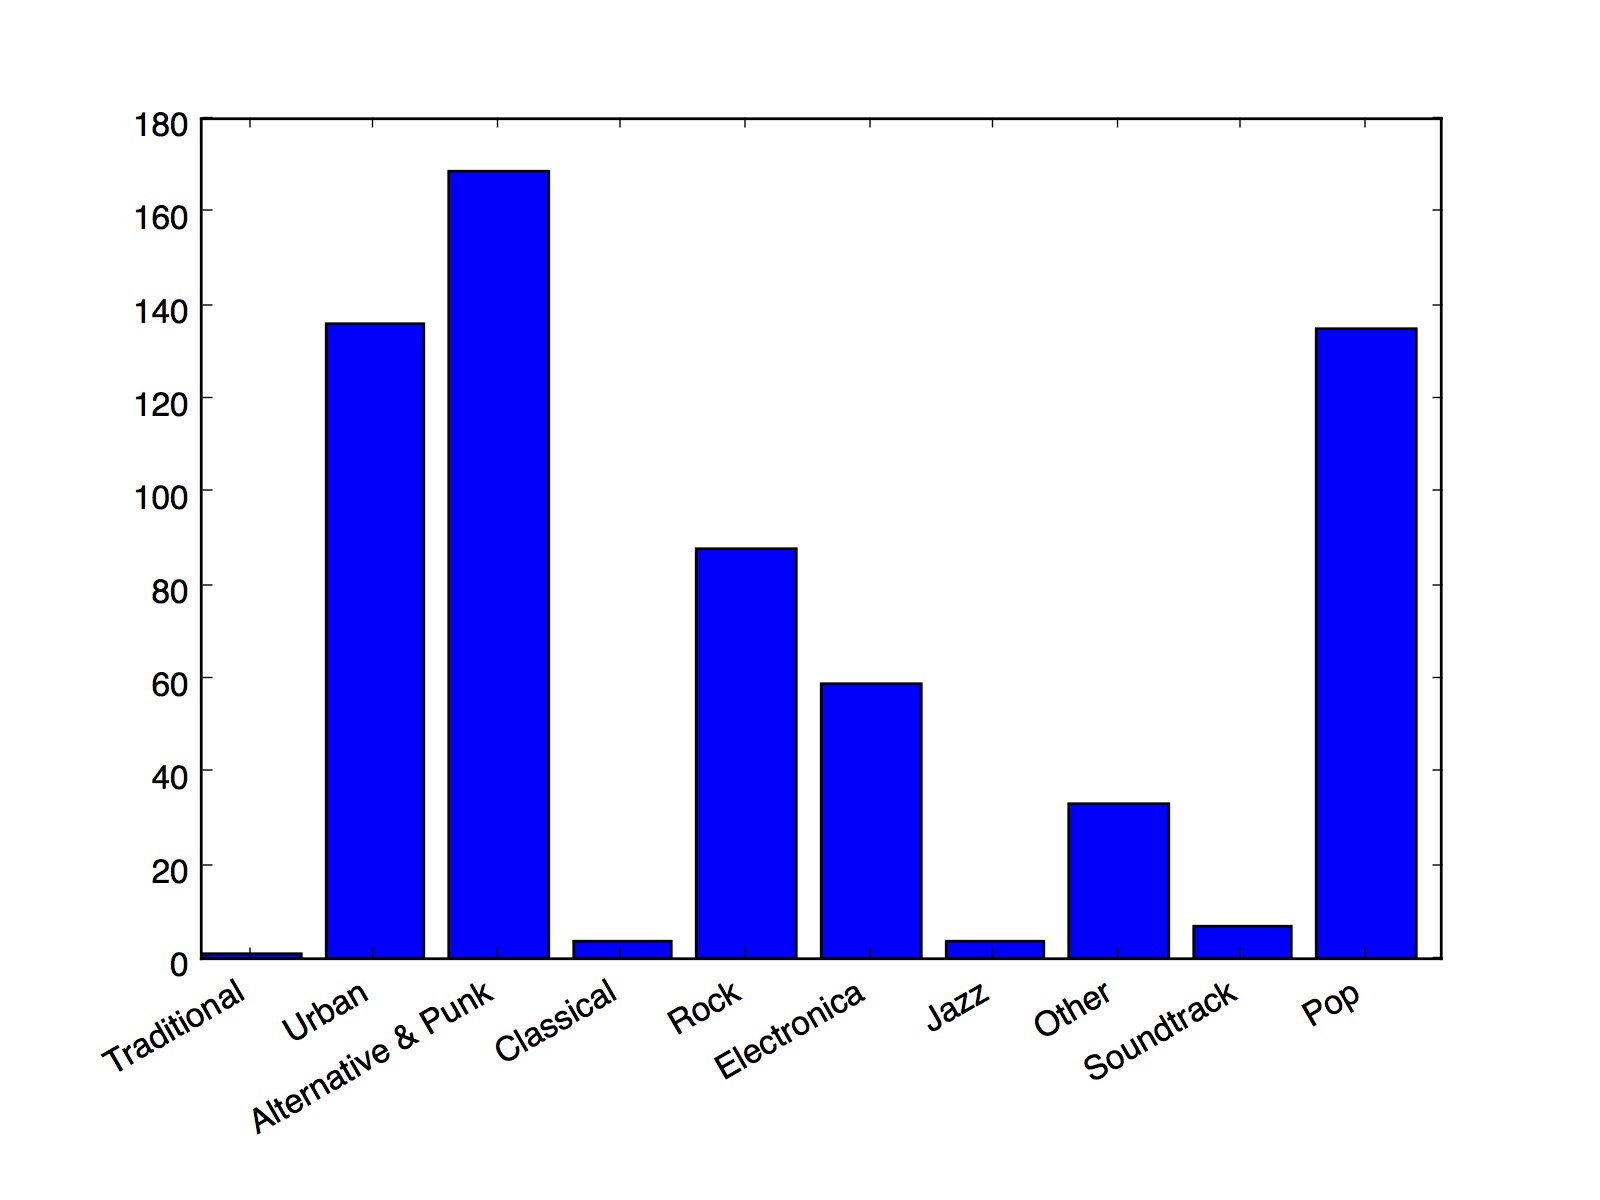 180
160
140
120
100
80
60
40
20
0
Traditional
Urban
Alternative & Punk
Classical
Rock
Electronica
Jazz
Other
Soundtrack
Pop